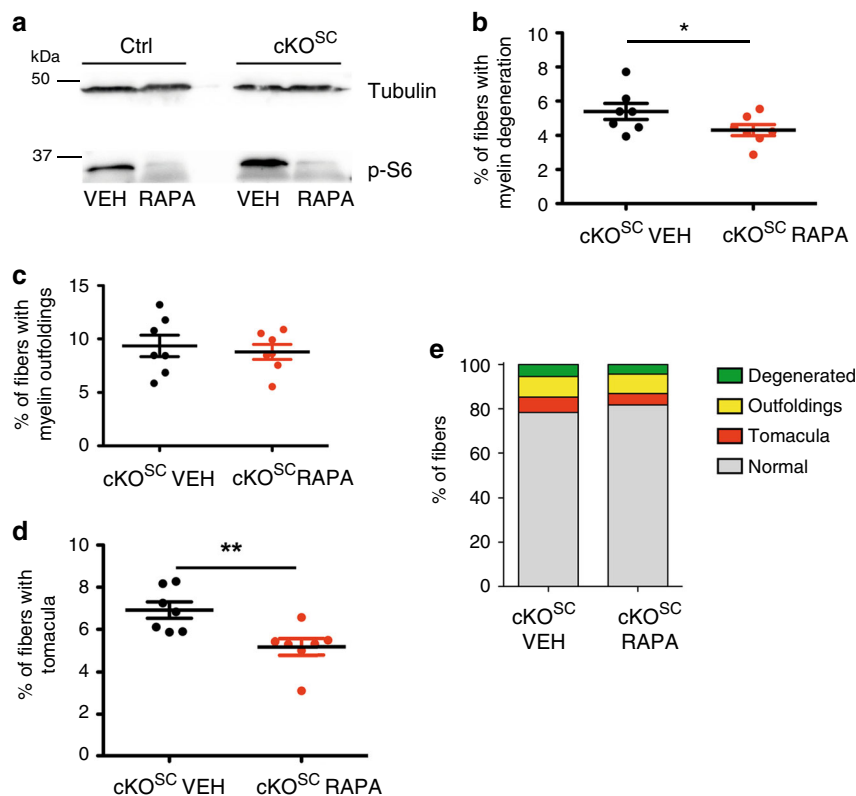 a
kDa
Ctrl
cKO^SC
50
Tubulin
37
p-S6
VEH RAPA VEH RAPA
b
*
% of fibers with
myelin degeneration
10
8
6
4
2
0
cKO^SC VEH
cKO^SC RAPA
c
% of fibers with
myelin outfoldings
15
10
5
0
cKO^SC VEH
cKO^SC RAPA
d
**
% of fibers with
tomacula
10
8
6
4
2
0
cKO^SC VEH
cKO^SC RAPA
e
% of fibers
100
80
60
40
20
0
cKO^SC
VEH
cKO^SC
RAPA
Degenerated
Outfoldings
Tomacula
Normal